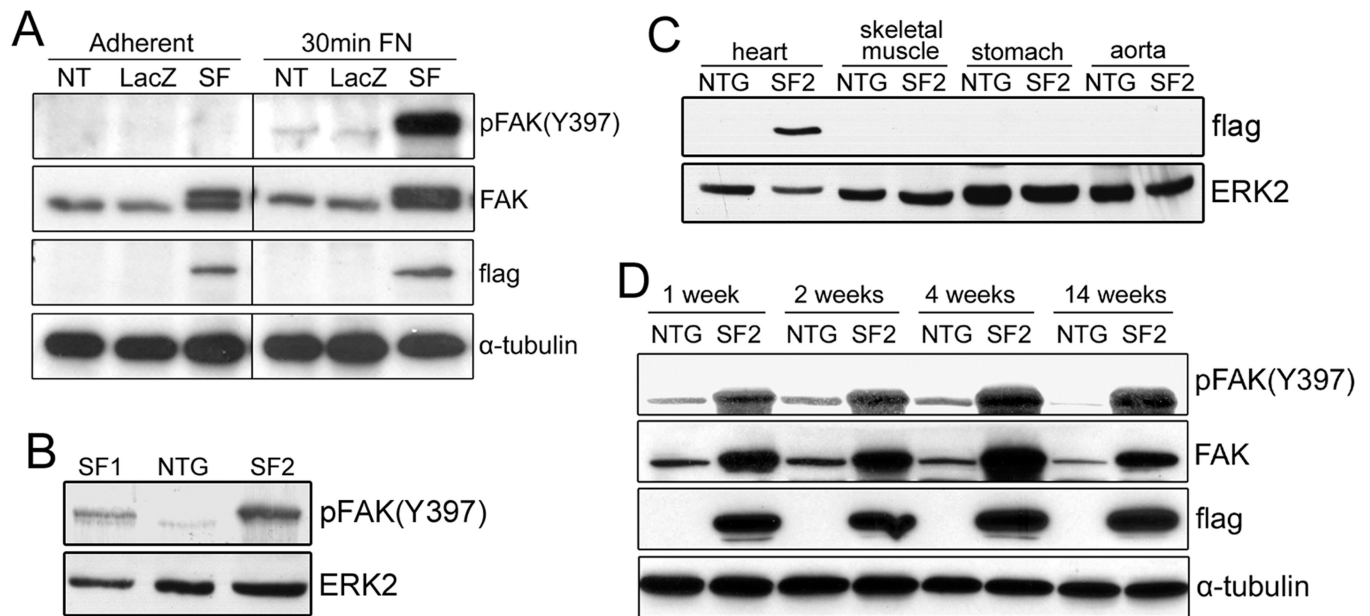 A
Adherent 30min FN
NT LacZ SF NT LacZ SF
pFAK(Y397)
FAK
flag
α-tubulin
B
SF1 NTG SF2
pFAK(Y397)
ERK2
C
heart skeletal muscle stomach aorta
NTG SF2 NTG SF2 NTG SF2 NTG SF2
flag
ERK2
D
1 week 2 weeks 4 weeks 14 weeks
NTG SF2 NTG SF2 NTG SF2 NTG SF2
pFAK(Y397)
FAK
flag
α-tubulin